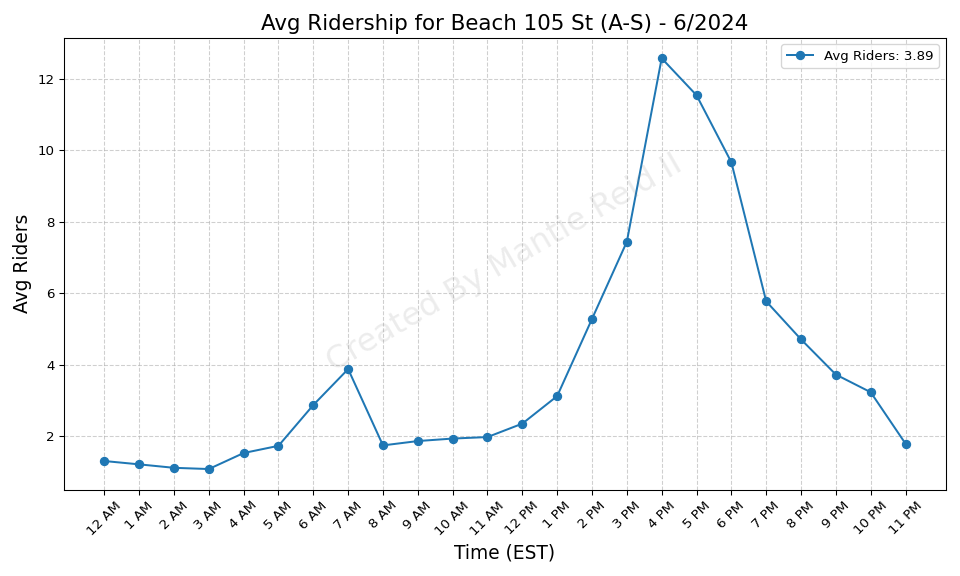 Avg Ridership for Beach 105 St (A-S) - 6/2024
Avg Riders: 3.89
12
10
8
6
4
2
Avg Riders
Created By Mantle Reid II
12 AM
1 AM
2 AM
3 AM
4 AM
5 AM
6 AM
7 AM
8 AM
9 AM
10 AM
11 AM
12 PM
1 PM
2 PM
3 PM
4 PM
5 PM
6 PM
7 PM
8 PM
9 PM
10 PM
11 PM
Time (EST)